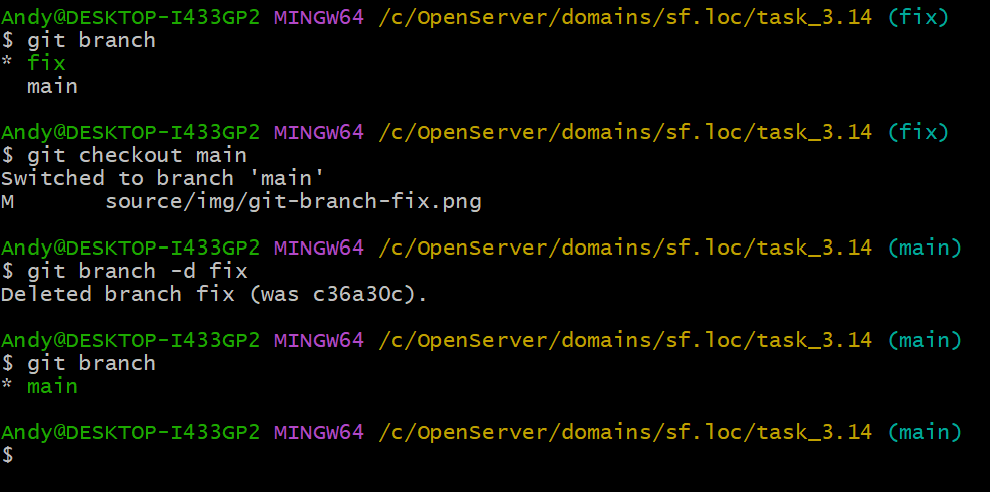 Andy@DESKTOP-I433GP2 MINGW64 /c/OpenServer/domains/sf.loc/task_3.14 (fix)
$ git branch
* fix
  main
Andy@DESKTOP-I433GP2 MINGW64 /c/OpenServer/domains/sf.loc/task_3.14 (fix)
$ git checkout main
Switched to branch 'main'
M       source/img/git-branch-fix.png
Andy@DESKTOP-I433GP2 MINGW64 /c/OpenServer/domains/sf.loc/task_3.14 (main)
$ git branch -d fix
Deleted branch fix (was c36a30c).
Andy@DESKTOP-I433GP2 MINGW64 /c/OpenServer/domains/sf.loc/task_3.14 (main)
$ git branch
* main
Andy@DESKTOP-I433GP2 MINGW64 /c/OpenServer/domains/sf.loc/task_3.14 (main)
$